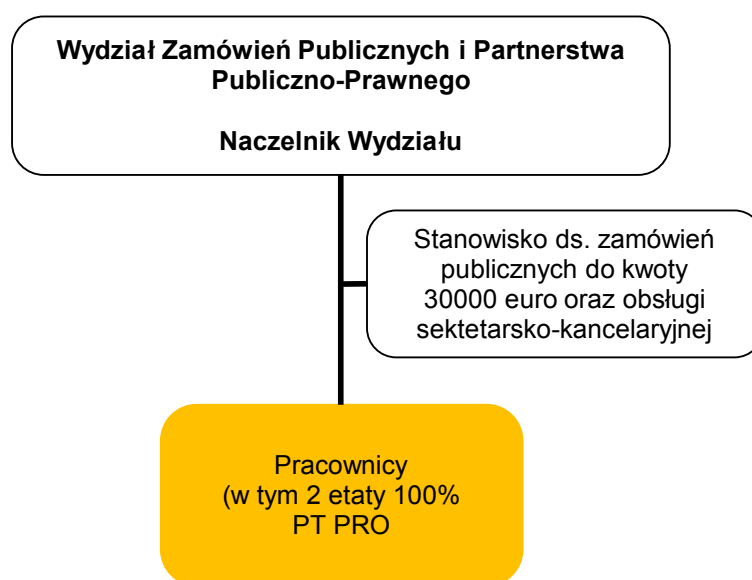 Wydział Zamówień Publicznych i Partnerstwa
Publiczno-Prawnego
Naczelnik Wydziału
Stanowisko ds. zamówień
publicznych do kwoty
30000 euro oraz obsługi
sektetarsko-kancelaryjnej
Pracownicy
(w tym 2 etaty 100%
PT PRO